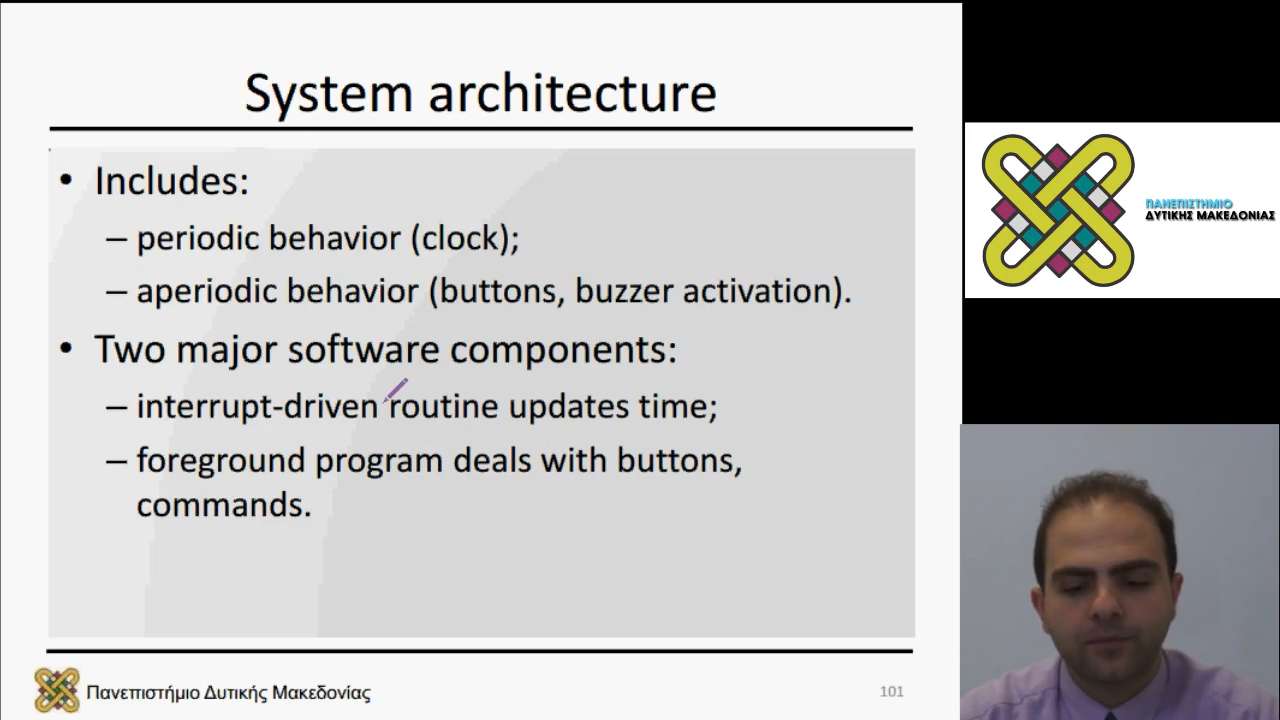 System architecture
• Includes:
– periodic behavior (clock);
– aperiodic behavior (buttons, buzzer activation).
• Two major software components:
– interrupt-driven routine updates time;
– foreground program deals with buttons,
commands.
Πανεπιστήμιο Δυτικής Μακεδονίας
101
ΠΑΝΕΠΙΣΤΗΜΙΟ
ΔΥΤΙΚΗΣ ΜΑΚΕΔΟΝΙΑΣ